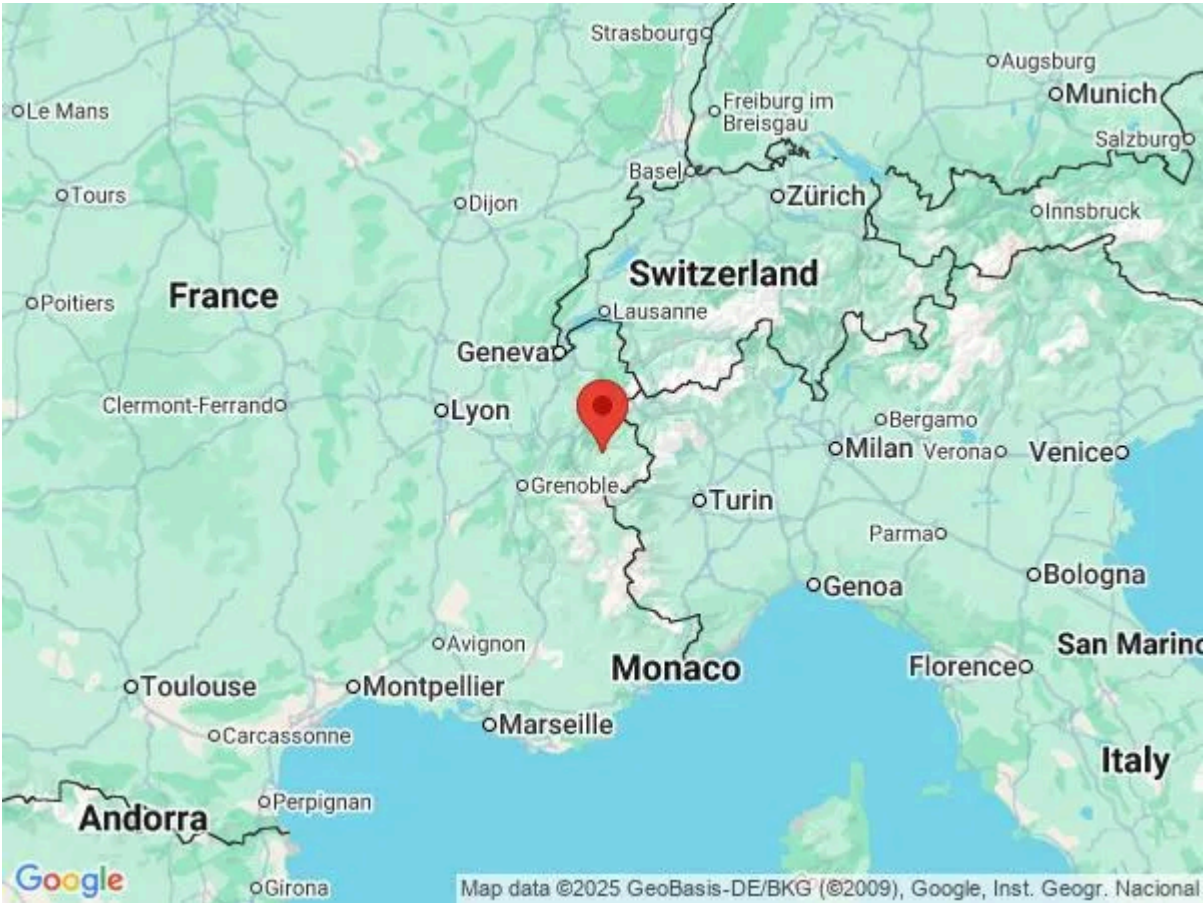 Strasbourg
Augsburg
Munich
Le Mans
Freiburg im
Breisgau
Salzburg
Basel
Tours
Zürich
Dijon
Innsbruck
Switzerland
France
Poitiers
Lausanne
Geneva
Clermont-Ferrand
Lyon
Bergamo
Milan
Verona
Venice
Grenoble
Turin
Parma
Bologna
Genoa
Avignon
San Marino
Monaco
Florence
Toulouse
Montpellier
Marseille
Carcassonne
Italy
Perpignan
Andorra
Google
Girona
Map data ©2025 GeoBasis-DE/BKG (©2009), Google, Inst. Geogr. Nacional